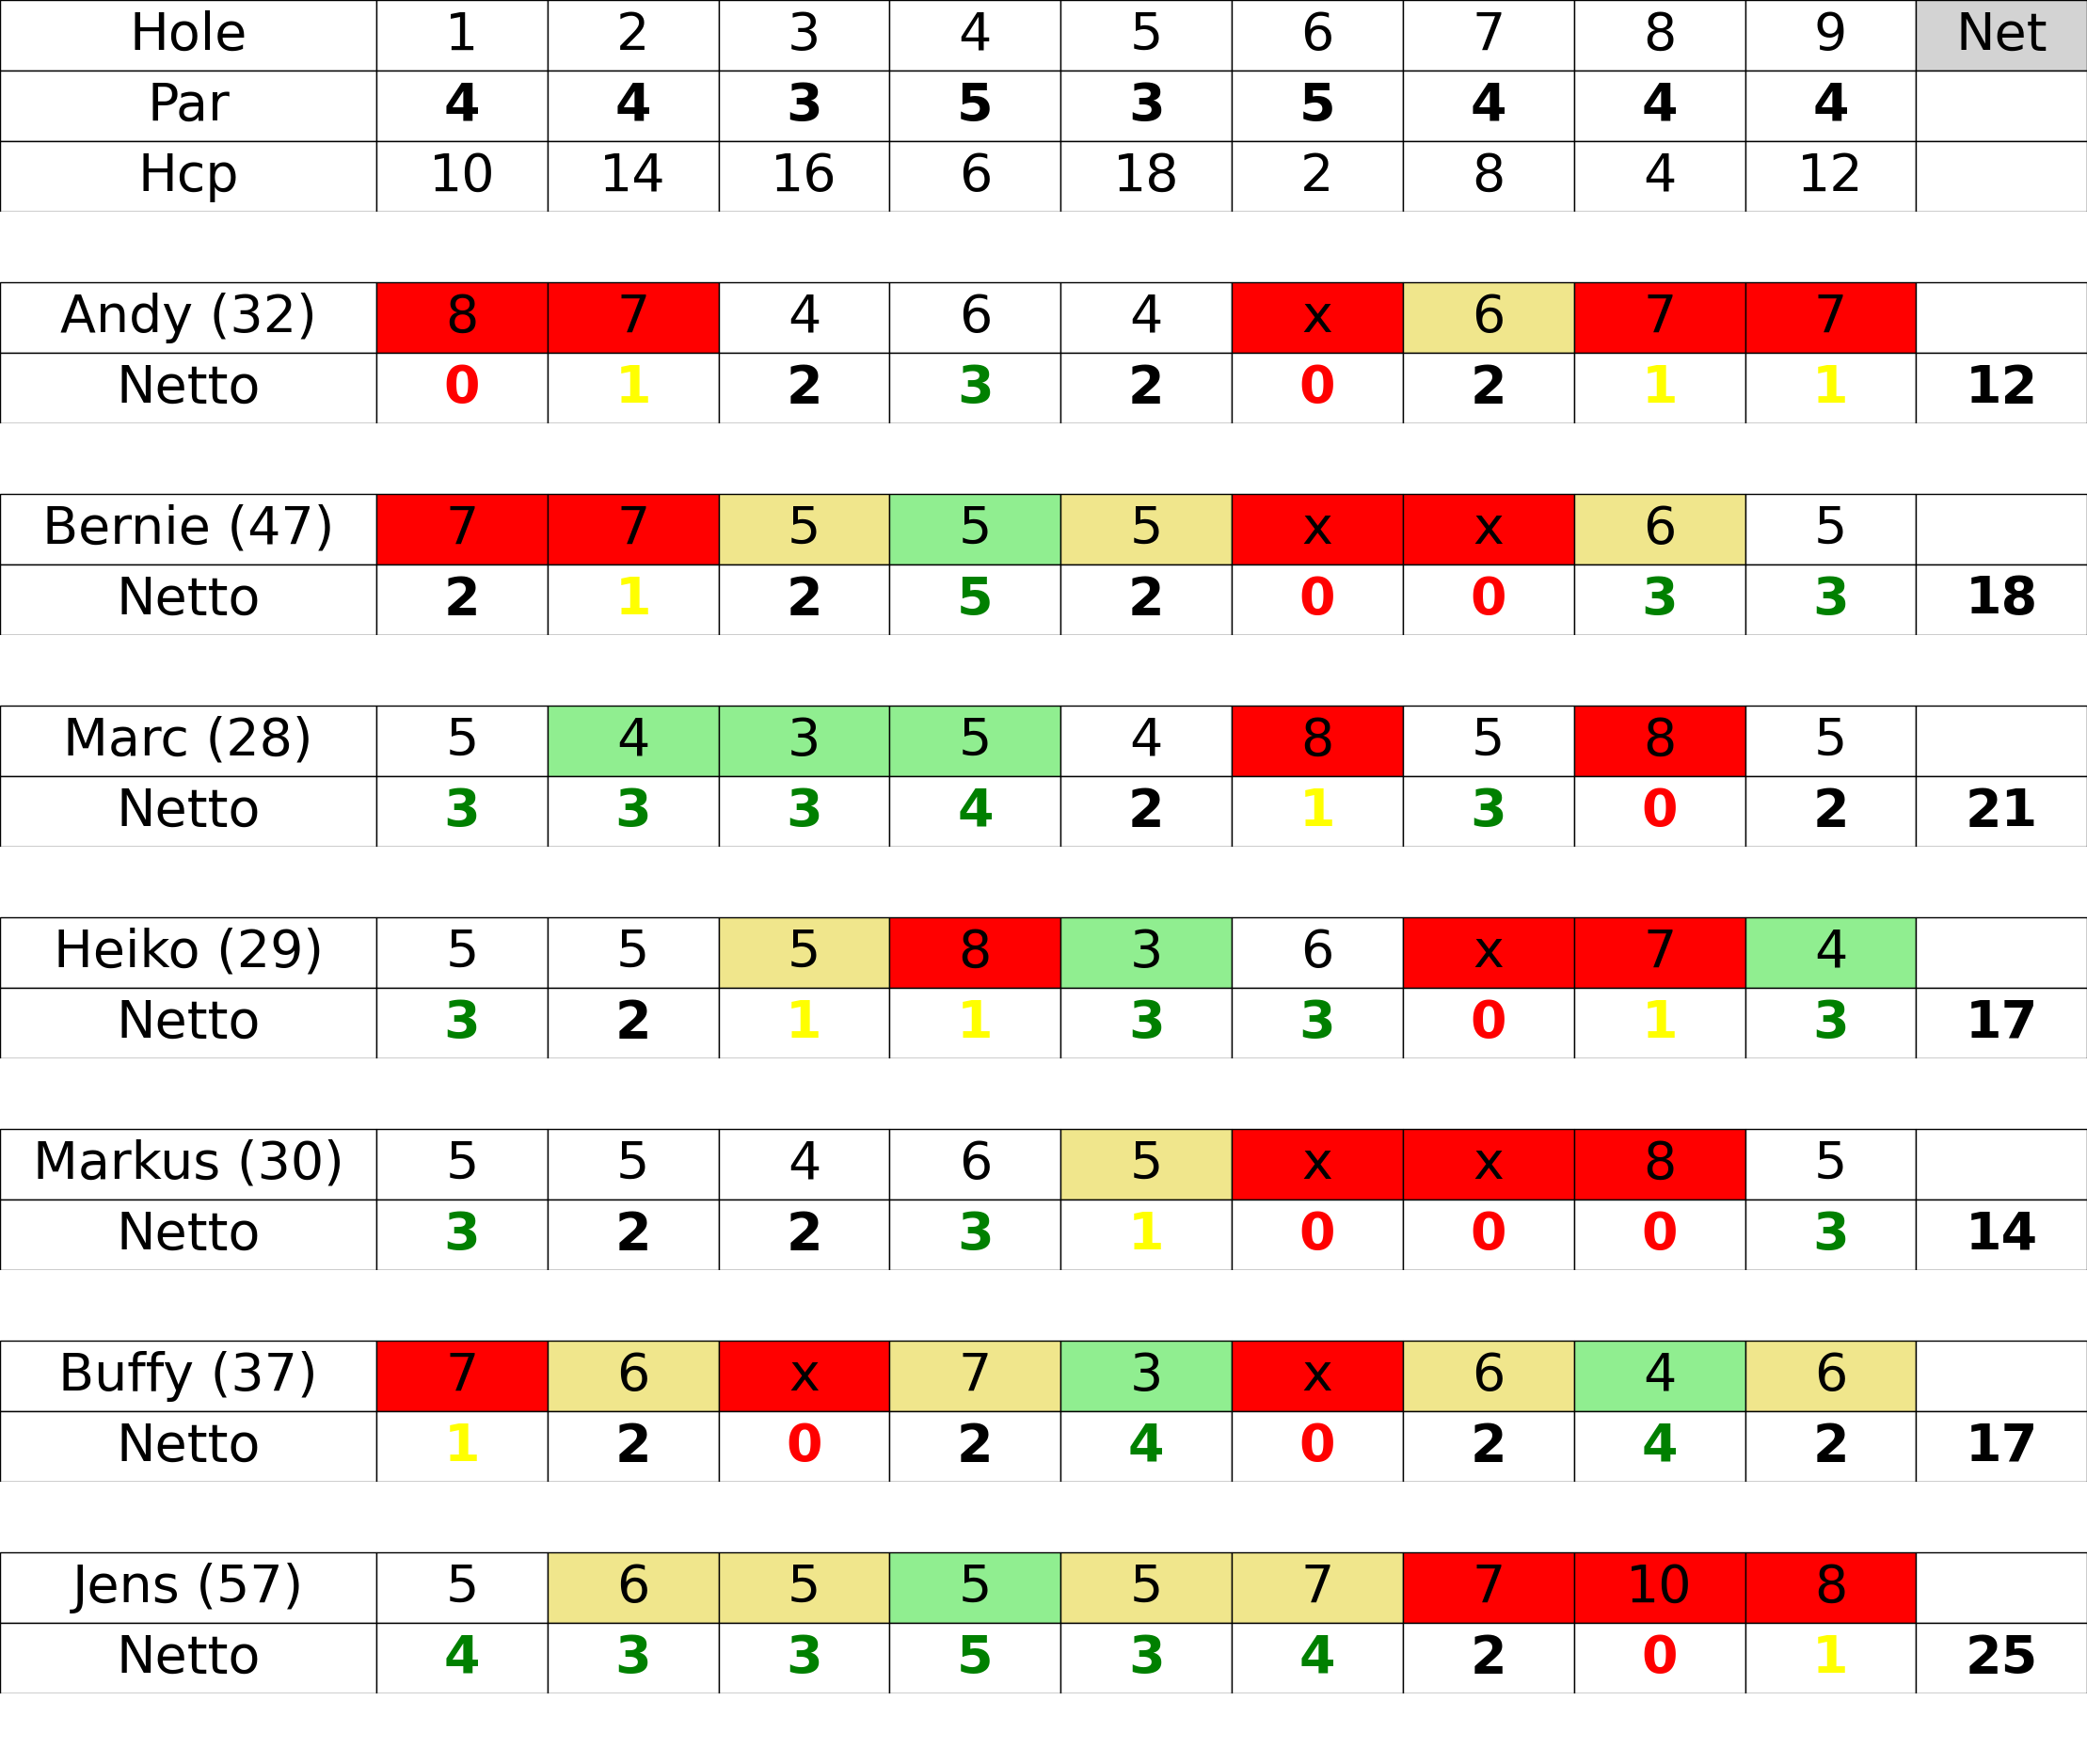 Hole 1 2 3 4 5 6 7 8 9 Net
Par 4 4 3 5 3 5 4 4 4
Hcp 10 14 16 6 18 2 8 4 12
Andy (32) 8 7 4 6 4 x 6 7 7
Netto 0 1 2 3 2 0 2 1 1 12
Bernie (47) 7 7 5 5 5 x x 6 5
Netto 2 1 2 5 2 0 0 3 3 18
Marc (28) 5 4 3 5 4 8 5 8 5
Netto 3 3 3 4 2 1 3 0 2 21
Heiko (29) 5 5 5 8 3 6 x 7 4
Netto 3 2 1 1 3 3 0 1 3 17
Markus (30) 5 5 4 6 5 x x 8 5
Netto 3 2 2 3 1 0 0 0 3 14
Buffy (37) 7 6 x 7 3 x 6 4 6
Netto 1 2 0 2 4 0 2 4 2 17
Jens (57) 5 6 5 5 5 7 7 10 8
Netto 4 3 3 5 3 4 2 0 1 25